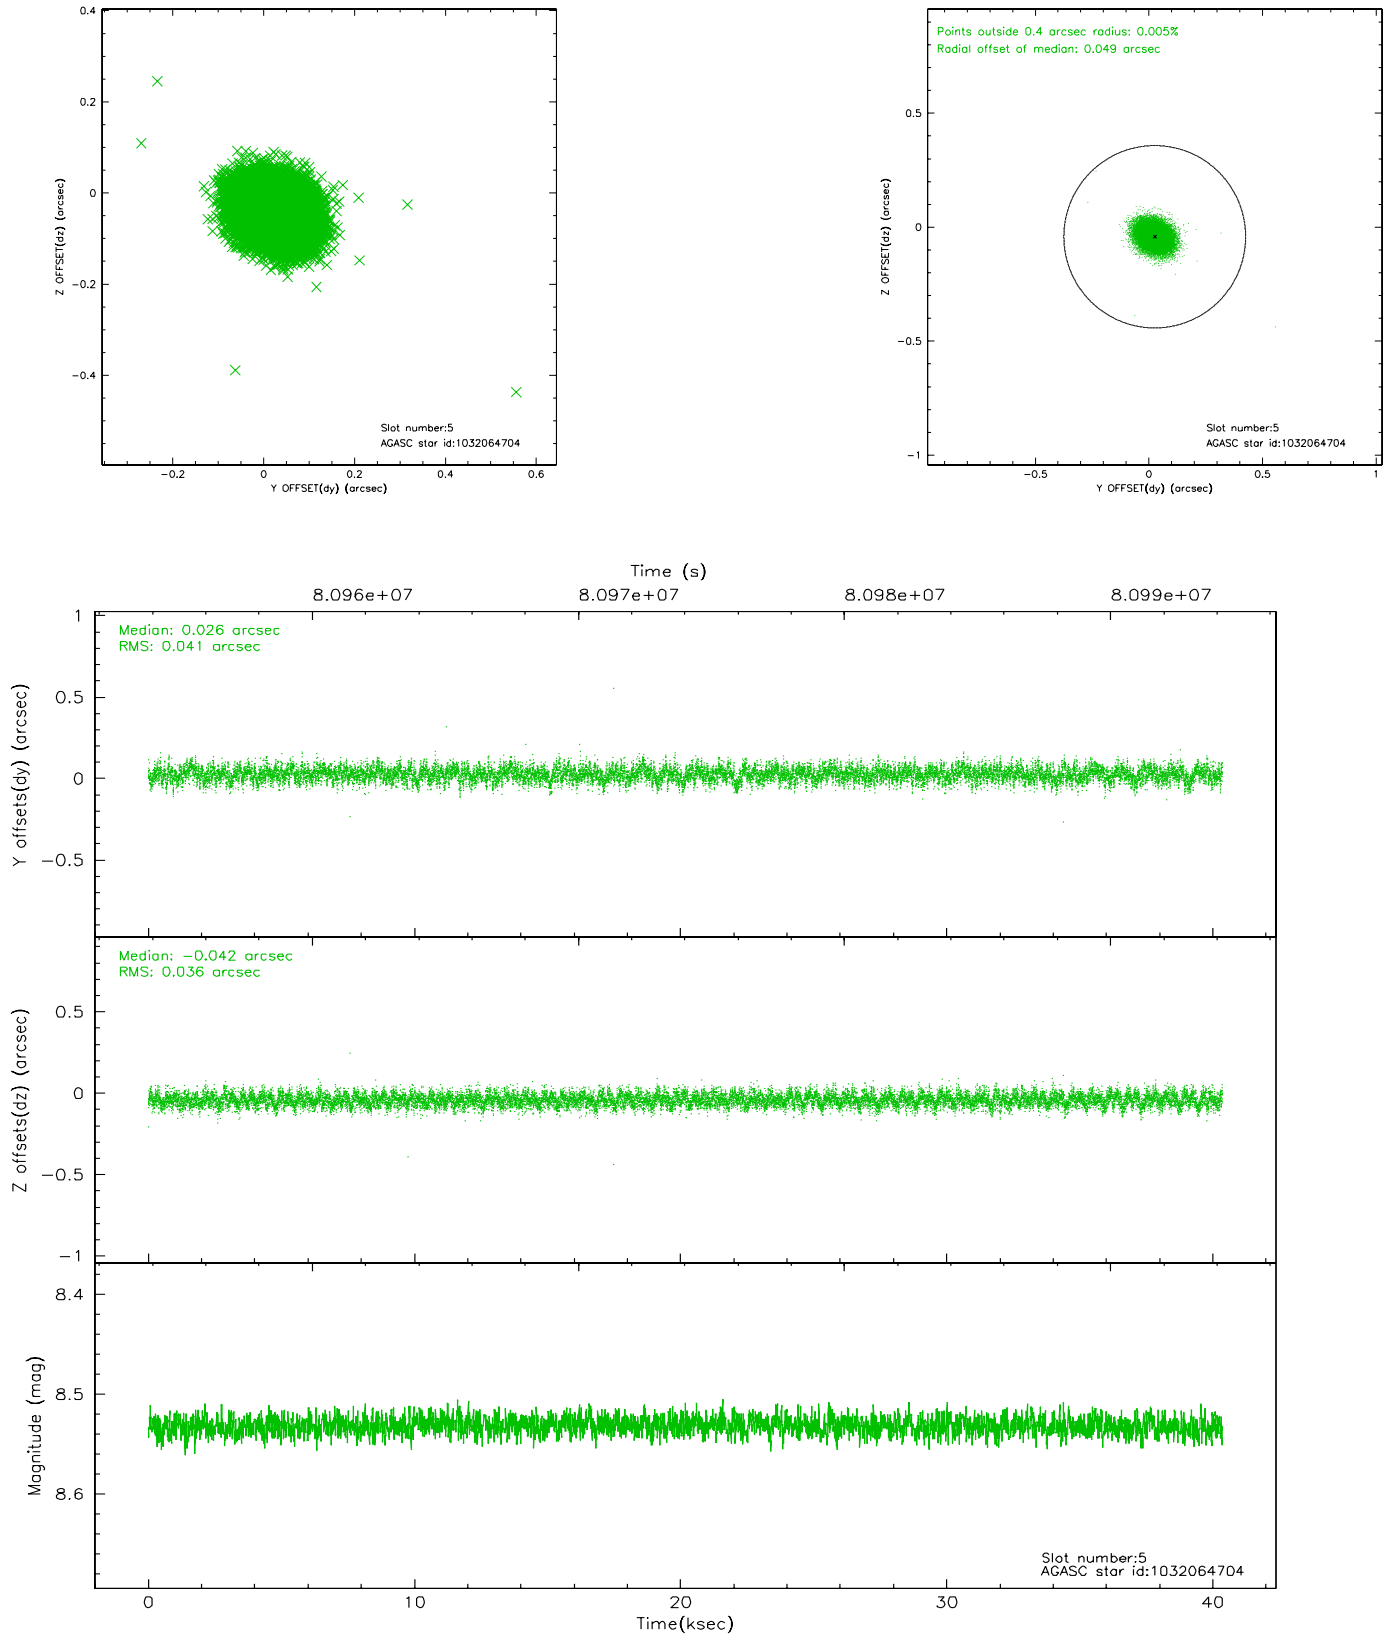 0.4
0.2
0
−0.2
−0.4
Z OFFSET(dz) (arcsec)
Slot number:5
AGASC star id:1032064704
−0.2 0 0.2 0.4 0.6
Y OFFSET(dy) (arcsec)
Points outside 0.4 arcsec radius: 0.005%
Radial offset of median: 0.049 arcsec
0.5
0
−0.5
−1
Z OFFSET(dz) (arcsec)
Slot number:5
AGASC star id:1032064704
−0.5 0 0.5 1
Y OFFSET(dy) (arcsec)
Time (s)
8.096e+07 8.097e+07 8.098e+07 8.099e+07
Median: 0.026 arcsec
RMS: 0.041 arcsec
1
0.5
0
−0.5
Y offsets(dy) (arcsec)
Median: −0.042 arcsec
RMS: 0.036 arcsec
0.5
0
−0.5
−1
Z offsets(dz) (arcsec)
8.4
8.5
8.6
Magnitude (mag)
Slot number:5
AGASC star id:1032064704
0 10 20 30 40
Time(ksec)